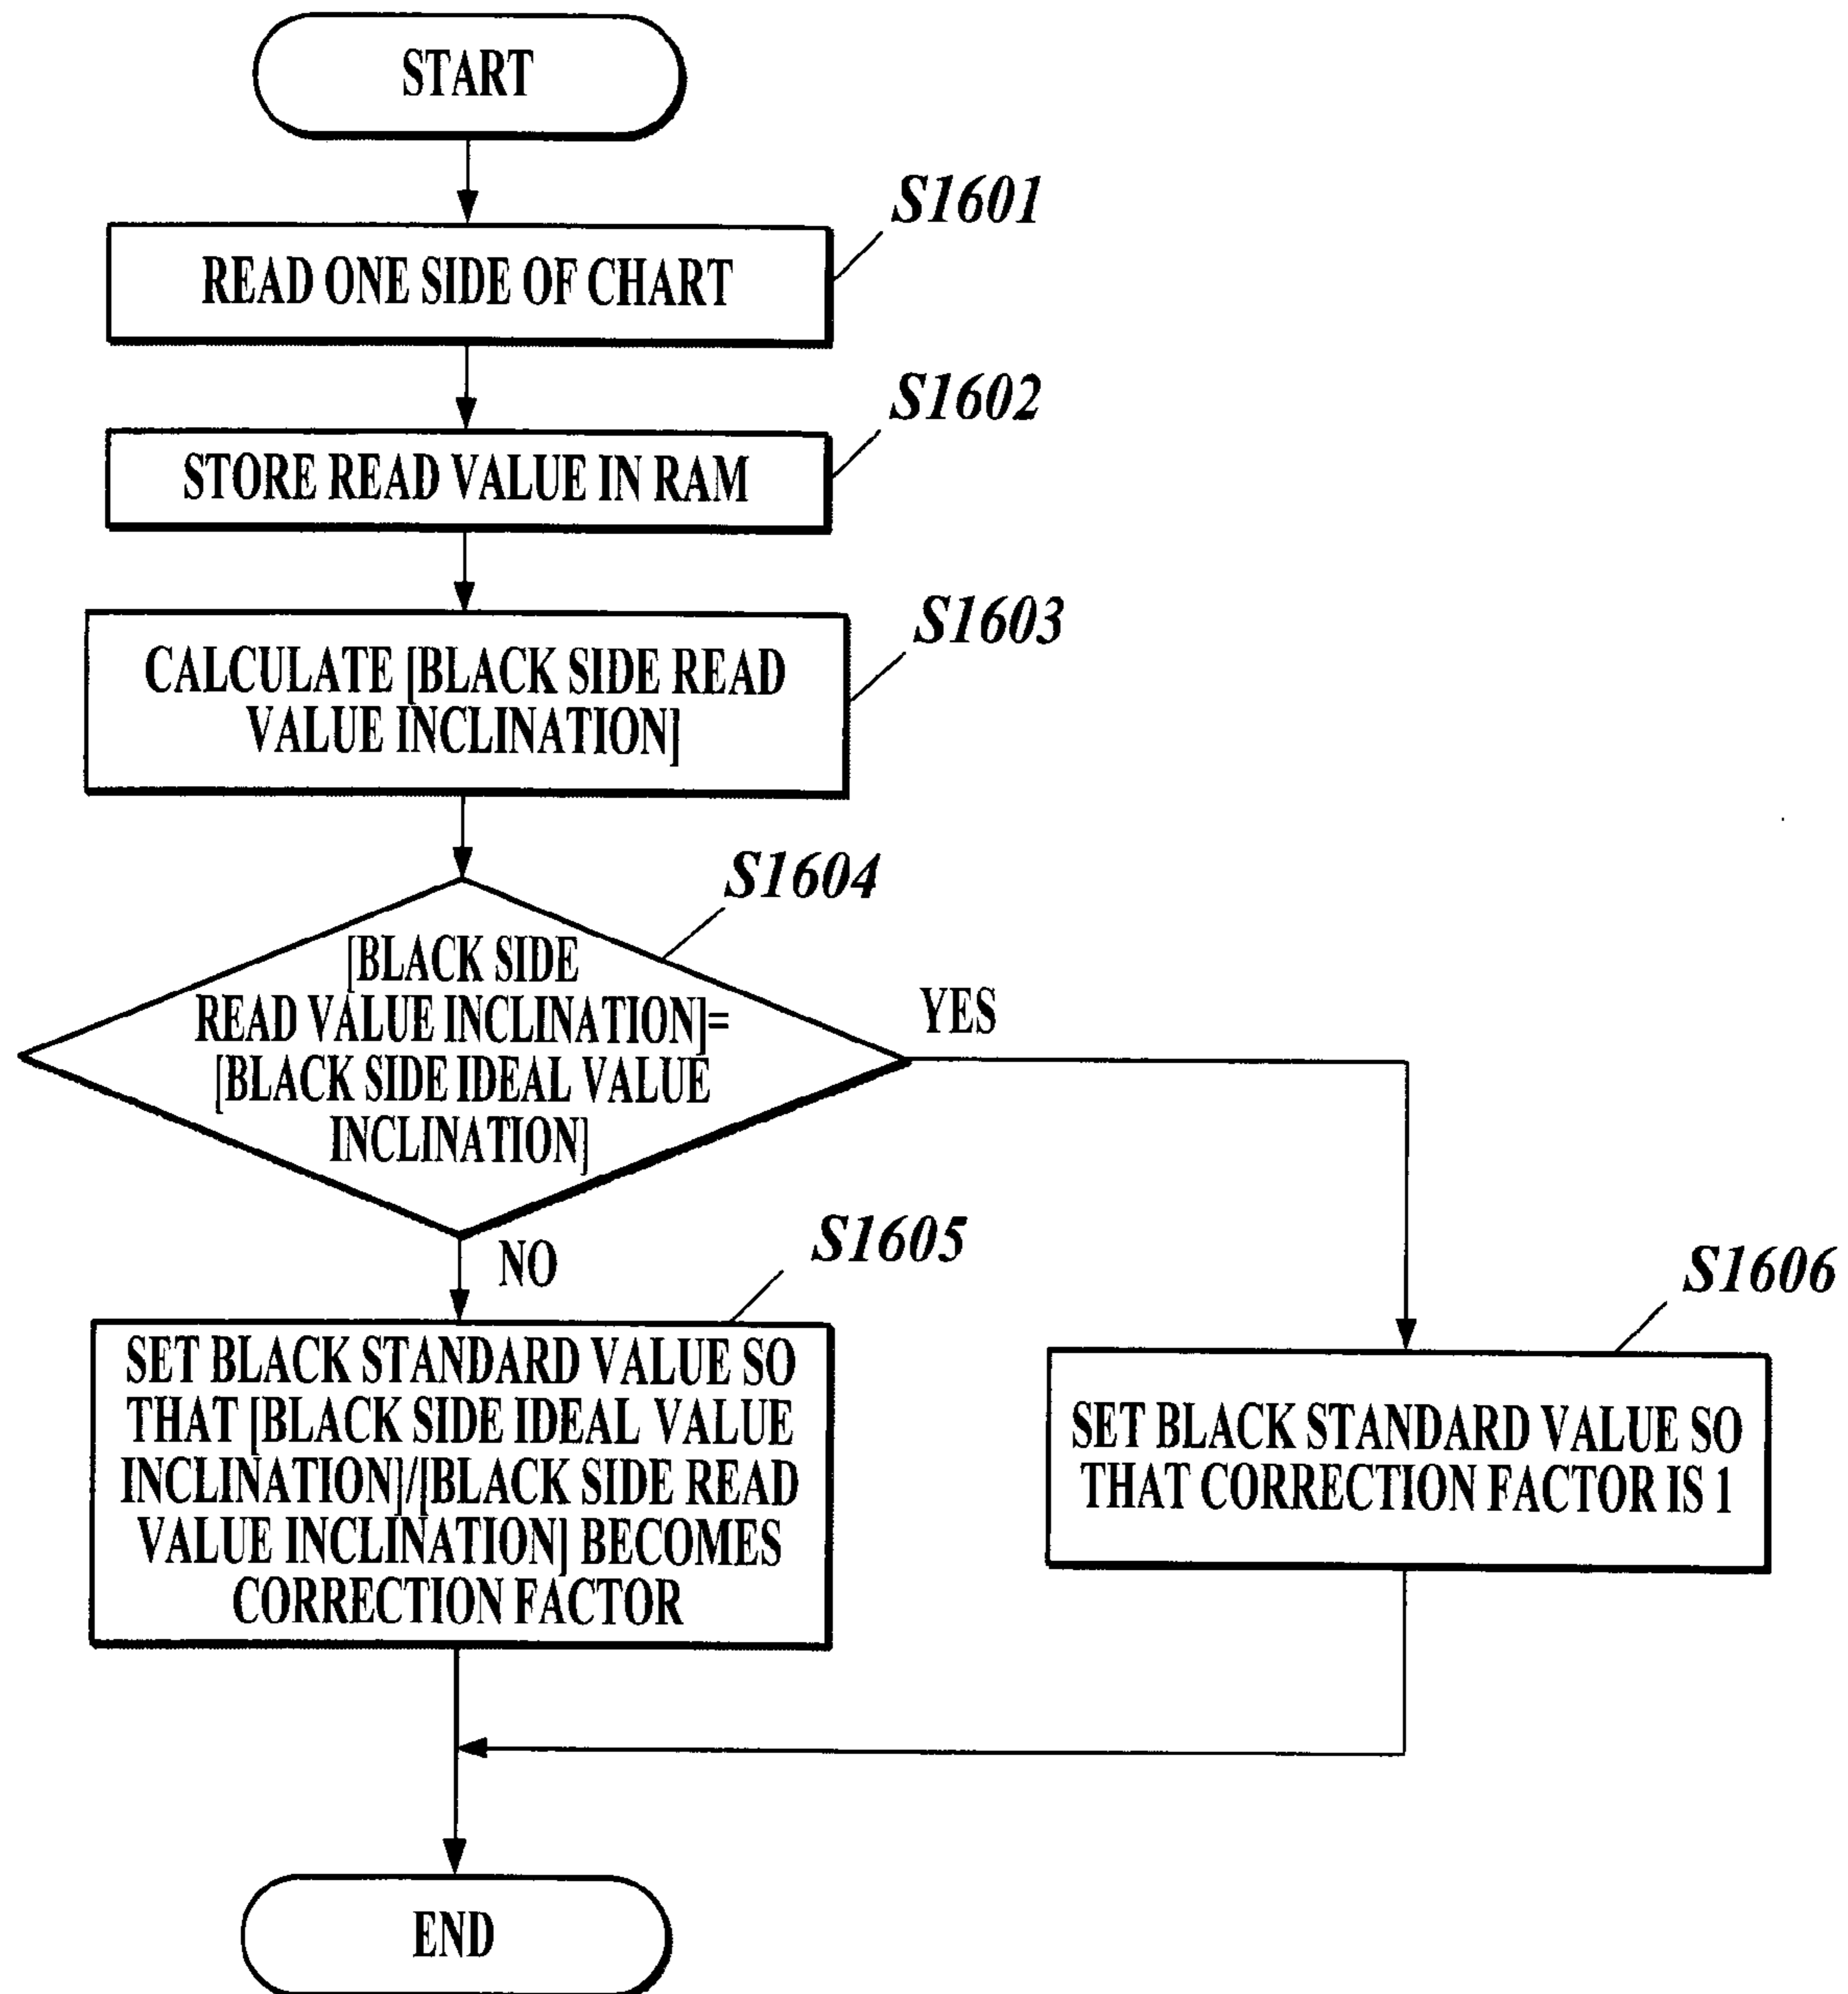 START
S1601
READ ONE SIDE OF CHART
S1602
STORE READ VALUE IN RAM
S1603
CALCULATE [BLACK SIDE READ
VALUE INCLINATION]
S1604
[BLACK SIDE
READ VALUE INCLINATION]=
[BLACK SIDE IDEAL VALUE
INCLINATION]
YES
NO
S1605
SET BLACK STANDARD VALUE SO
THAT [BLACK SIDE IDEAL VALUE
INCLINATION]/[BLACK SIDE READ
VALUE INCLINATION] BECOMES
CORRECTION FACTOR
S1606
SET BLACK STANDARD VALUE SO
THAT CORRECTION FACTOR IS 1
END